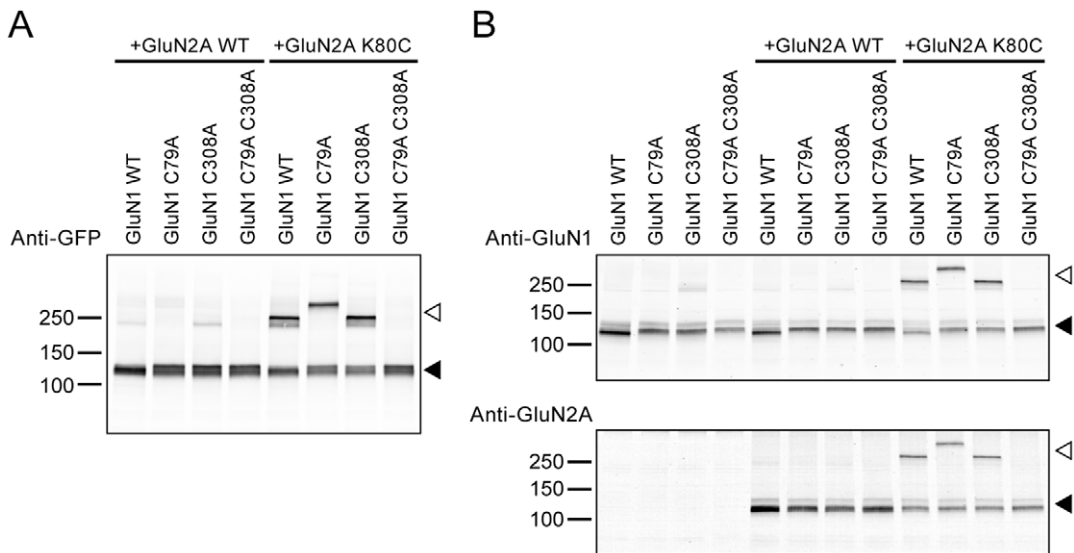 A
+GluN2A WT
+GluN2A K80C
GluN1 WT
GluN1 C79A
GluN1 C308A
GluN1 C79A C308A
GluN1 WT
GluN1 C79A
GluN1 C308A
GluN1 C79A C308A
Anti-GFP
250
150
100
B
+GluN2A WT
+GluN2A K80C
GluN1 WT
GluN1 C79A
GluN1 C308A
GluN1 C79A C308A
GluN1 WT
GluN1 C79A
GluN1 C308A
GluN1 C79A C308A
GluN1 WT
GluN1 C79A
GluN1 C308A
GluN1 C79A C308A
Anti-GluN1
250
150
100
Anti-GluN2A
250
150
100